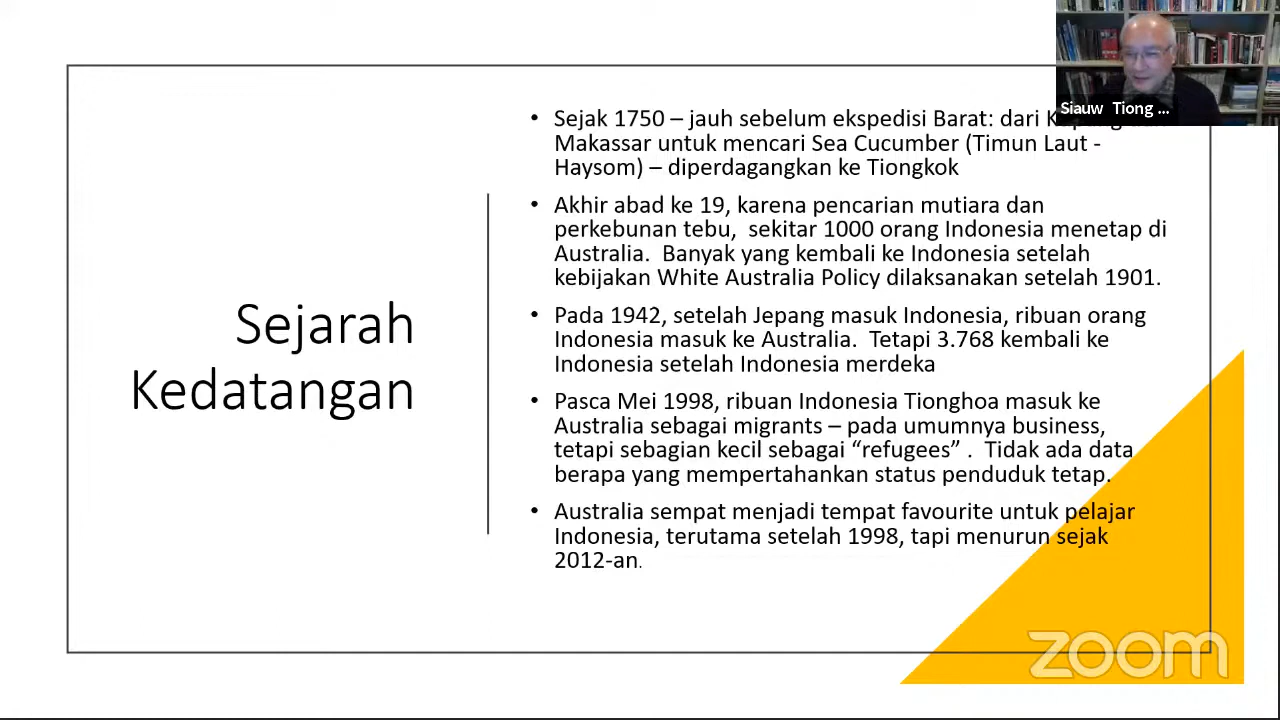 Siauw Tiong ...
Sejarah
Kedatangan
• Sejak 1750 – jauh sebelum ekspedisi Barat: dari
Makassar untuk mencari Sea Cucumber (Timun Laut -
Haysom) – diperdagangkan ke Tiongkok
• Akhir abad ke 19, karena pencarian mutiara dan
perkebunan tebu, sekitar 1000 orang Indonesia menetap di
Australia. Banyak yang kembali ke Indonesia setelah
kebijakan White Australia Policy dilaksanakan setelah 1901.
• Pada 1942, setelah Jepang masuk Indonesia, ribuan orang
Indonesia masuk ke Australia. Tetapi 3.768 kembali ke
Indonesia setelah Indonesia merdeka
• Pasca Mei 1998, ribuan Indonesia Tionghoa masuk ke
Australia sebagai migrants – pada umumnya business,
tetapi sebagian kecil sebagai “refugees” . Tidak ada data
berapa yang mempertahankan status penduduk tetap.
• Australia sempat menjadi tempat favourite untuk pelajar
Indonesia, terutama setelah 1998, tapi menurun sejak
2012-an.
zoom